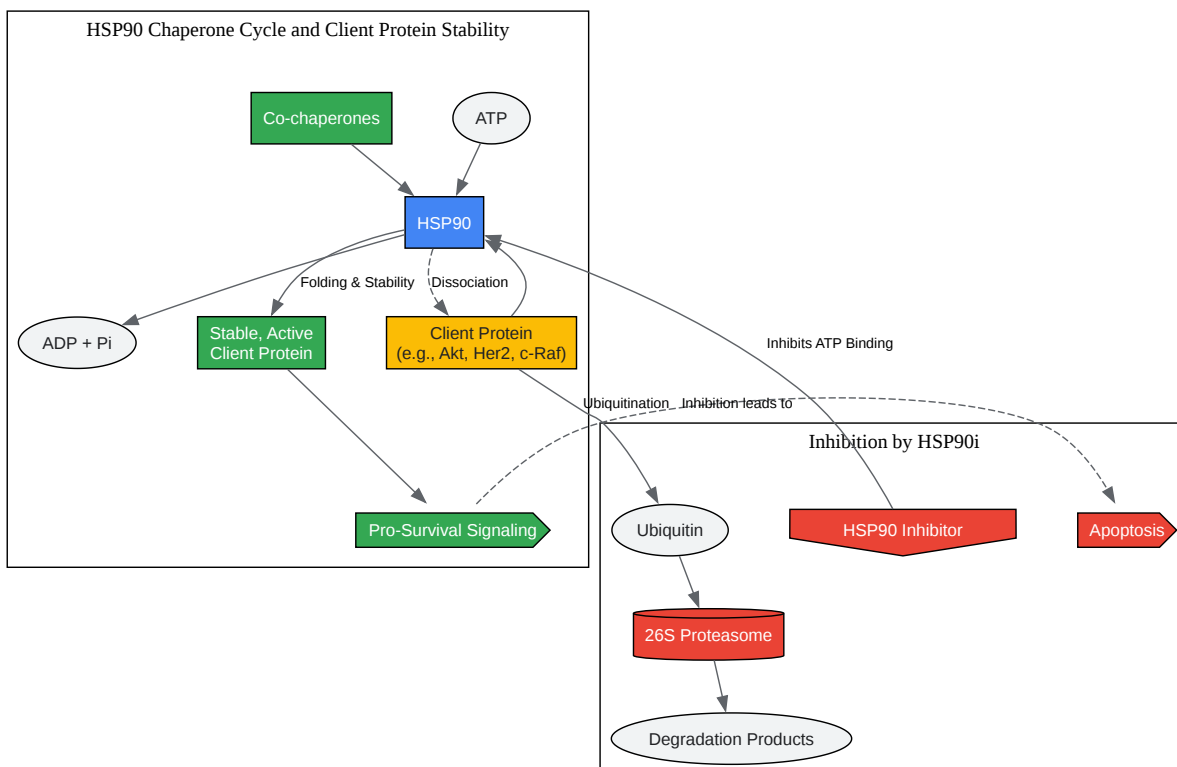 HSP90 Chaperone Cycle and Client Protein Stability
Co-chaperones
ATP
HSP90
Folding & Stability
Dissociation
ADP + Pi
Stable, Active
Client Protein
Client Protein
(e.g., Akt, Her2, c-Raf)
Inhibits ATP Binding
Ubiquitination
Inhibition leads to
Inhibition by HSP90i
Pro-Survival Signaling
Ubiquitin
HSP90 Inhibitor
Apoptosis
26S Proteasome
Degradation Products